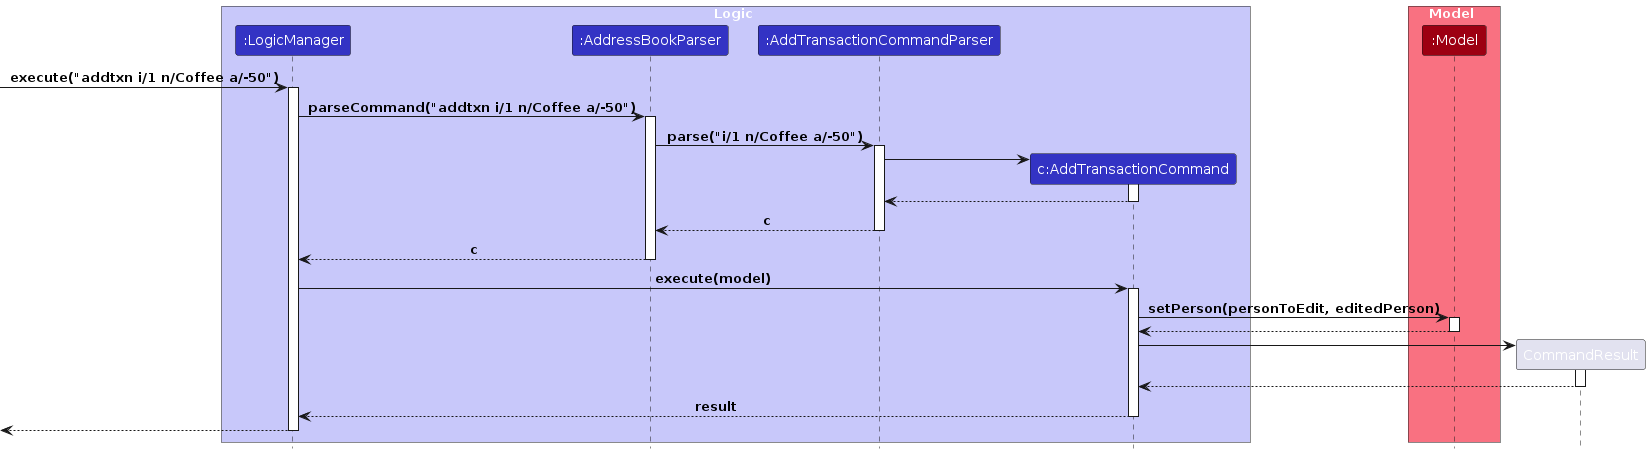 Logic
Model
:LogicManager
:AddressBookParser
:AddTransactionCommandParser
:Model
execute("addtxn i/1 n/Coffee a/-50")
parseCommand("addtxn i/1 n/Coffee a/-50")
parse("i/1 n/Coffee a/-50")
c:AddTransactionCommand
c
c
execute(model)
setPerson(personToEdit, editedPerson)
CommandResult
result